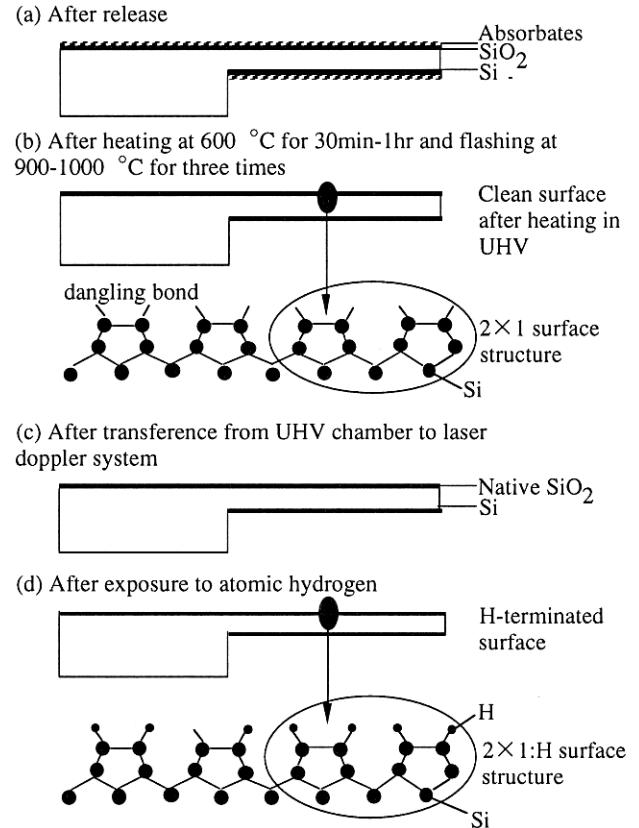 (a) After release
Absorbates
SiO2
Si
(b) After heating at 600 °C for 30min-1hr and flashing at
900-1000 °C for three times
Clean surface
after heating in
UHV
dangling bond
2×1 surface
structure
Si
(c) After transference from UHV chamber to laser
doppler system
Native SiO2
Si
(d) After exposure to atomic hydrogen
H-terminated
surface
H
2×1:H surface
structure
Si